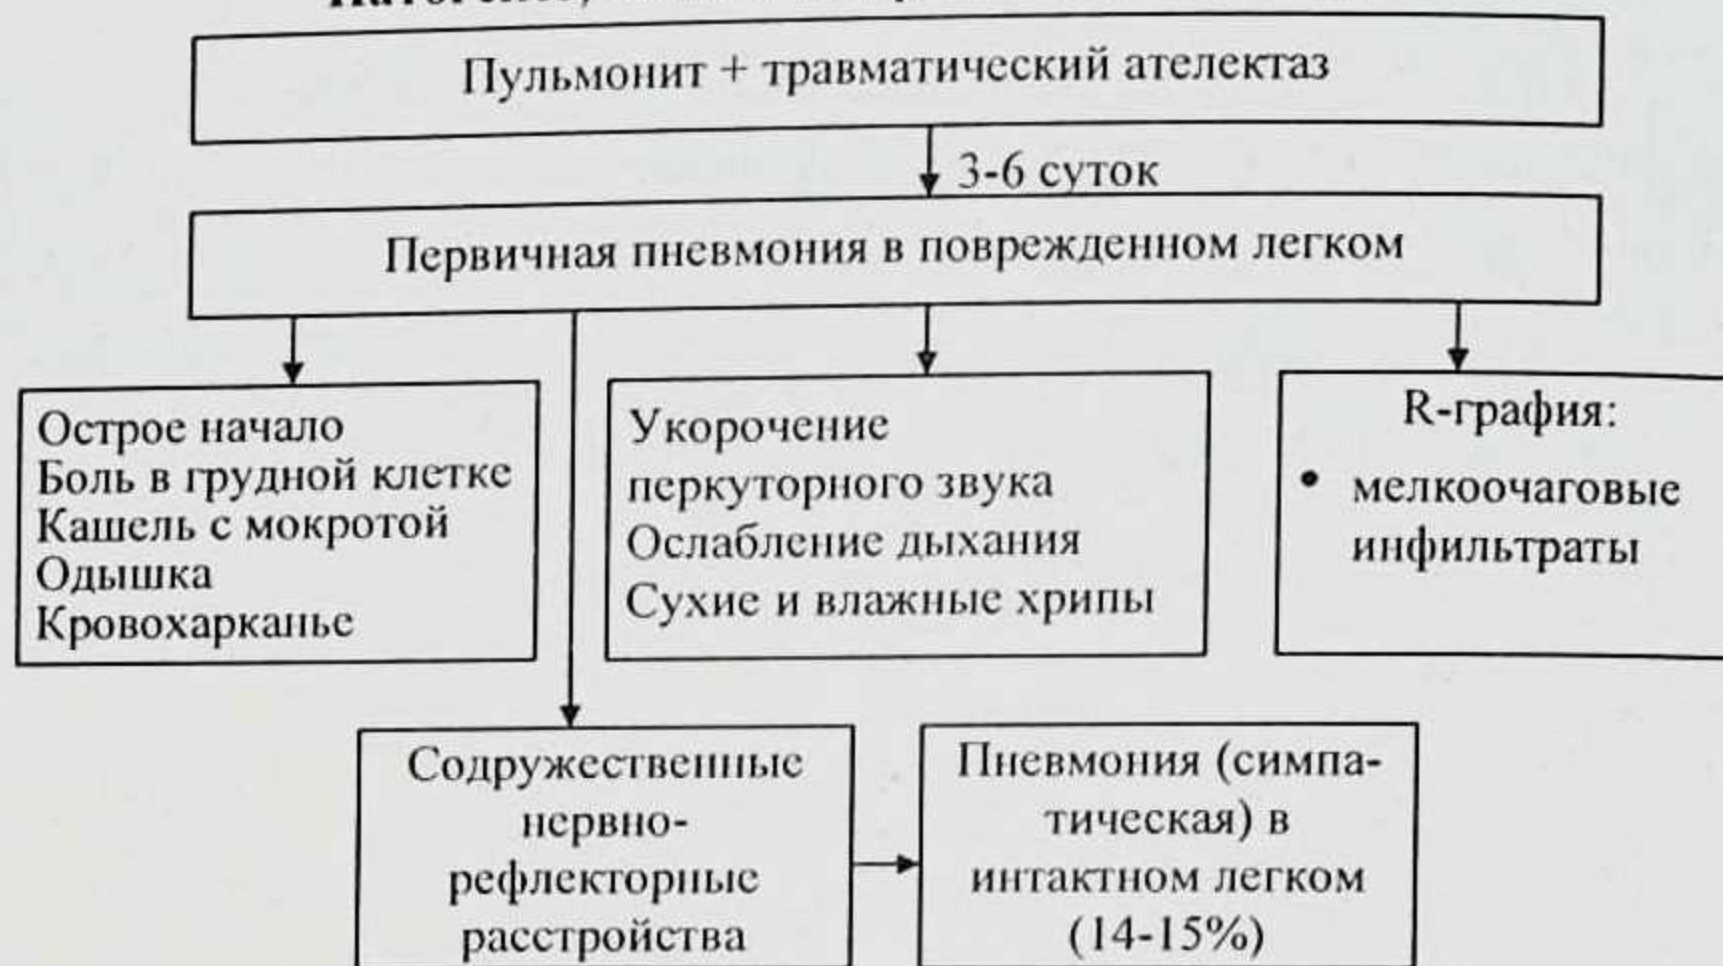 Пульмонит + травматический ателектаз
3-6 суток
Первичная пневмония в поврежденном легком
Острое начало
Боль в грудной клетке
Кашель с мокротой
Одышка
Кровохарканье
Укорочение
перкуторного звука
Ослабление дыхания
Сухие и влажные хрипы
R-графия:
• мелкоочаговые
инфильтраты
Содружественные
нервно-
рефлекторные
расстройства
Пневмония (симпа-
тическая) в
интактном легком
(14-15%)